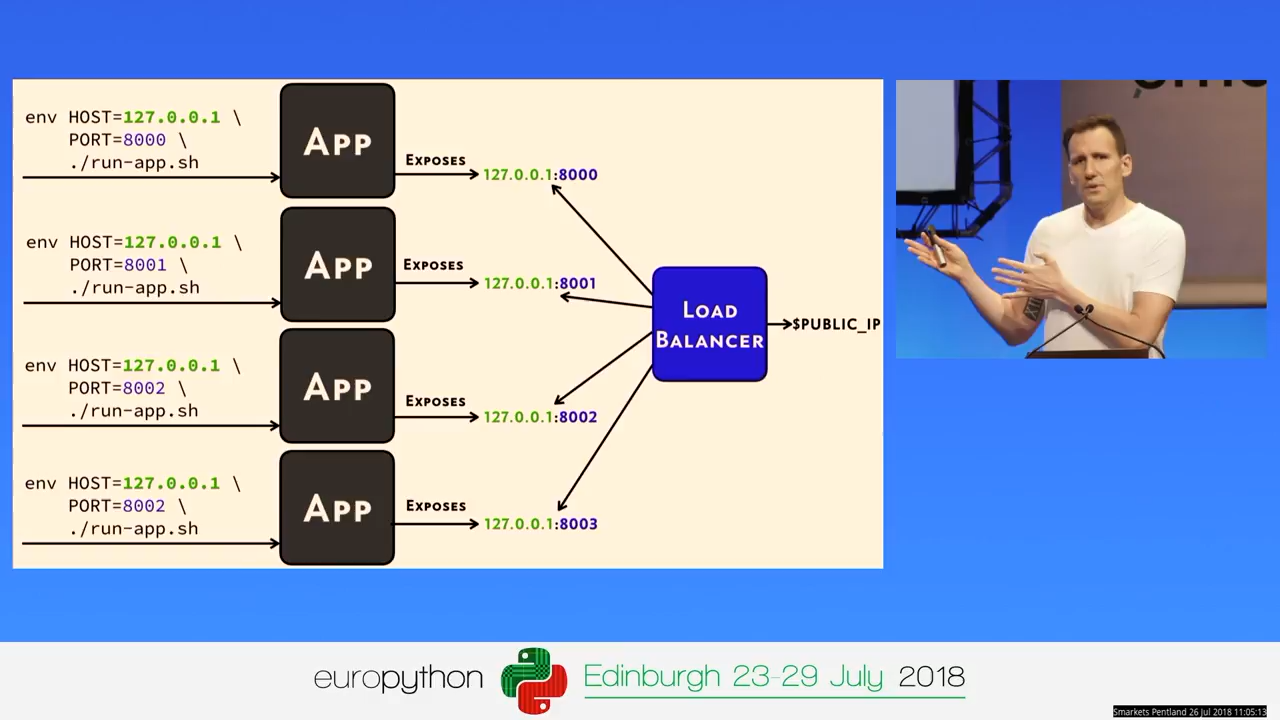 env HOST=127.0.0.1 \
PORT=8000 \
./run-app.sh
APP
EXPOSES
127.0.0.1:8000
env HOST=127.0.0.1 \
PORT=8001 \
./run-app.sh
APP
EXPOSES
127.0.0.1:8001
env HOST=127.0.0.1 \
PORT=8002 \
./run-app.sh
APP
EXPOSES
127.0.0.1:8002
env HOST=127.0.0.1 \
PORT=8002 \
./run-app.sh
APP
EXPOSES
127.0.0.1:8003
LOAD
BALANCER
$PUBLIC_IP
europython
Edinburgh 23-29 July 2018
Smarkets Pentland 26 Jul 2018 11:05:13